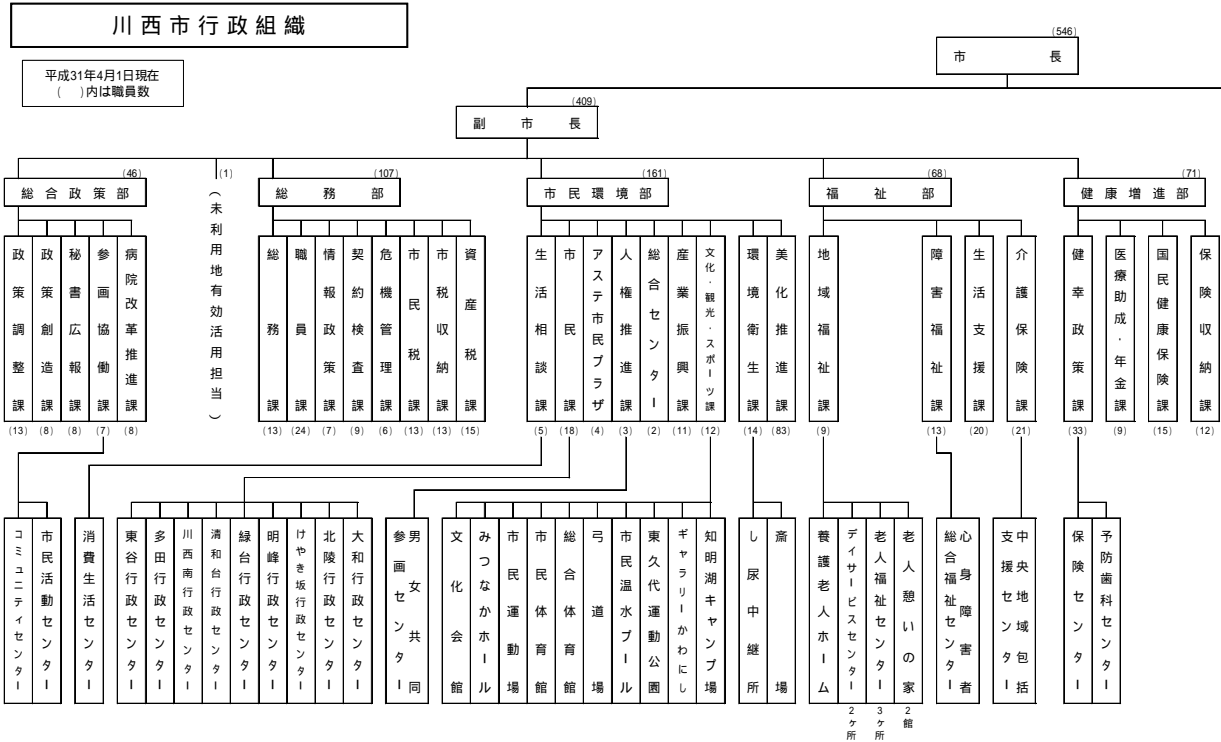 川西市行政組織
平成31年4月1日現在
(　)内は職員数
(546)
市長
(409)
副市長
(46)
総合政策部
(1)
(未利用地有効活用担当)
(107)
総務部
(161)
市民環境部
(68)
福祉部
(71)
健康増進部
政策調整課
(13)
政策創造課
(8)
秘書広報課
(8)
参画協働課
(7)
病院改革推進課
(8)
総務課
(13)
職員課
(24)
情報政策課
(7)
契約検査課
(9)
危機管理課
(6)
市民税課
(13)
市税収納課
(13)
資産税課
(15)
生活相談課
(5)
市民課
(18)
アステ市民プラザ
(4)
人権推進課
(3)
総合センター
(2)
産業振興課
(11)
文化・観光・スポーツ課
(12)
環境衛生課
(14)
美化推進課
(83)
地域福祉課
(9)
障害福祉課
(13)
生活支援課
(20)
介護保険課
(21)
健幸政策課
(33)
医療助成・年金課
(9)
国民健康保険課
(15)
保険収納課
(12)
コミュニティセンター
市民活動センター
消費生活センター
東谷行政センター
多田行政センター
川西南行政センター
清和台行政センター
緑台行政センター
明峰行政センター
けやき坂行政センター
北陵行政センター
大和行政センター
男女共同
参画センター
文化会館
みつなかホール
市民運動場
市民体育館
総合体育館
弓道場
市民温水プール
東久代運動公園
ギャラリーかわにし
知明湖キャンプ場
し尿中継所
斎場
養護老人ホーム
デイサービスセンター
2ヶ所
老人福祉センター
3ヶ所
老人憩いの家
2館
心身障害者
総合福祉センター
中央地域包括
支援センター
保険センター
予防歯科センター